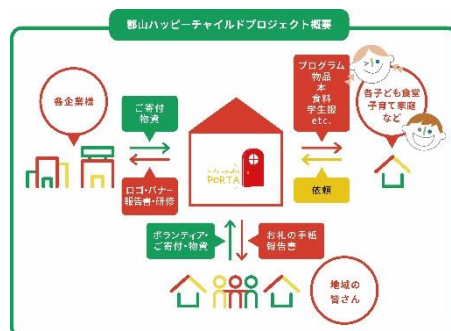 郡山ハッピーチャイルドプロジェクト概要
各企業様
ご寄付
物資
ロゴ・バナー
報告書・研修
PORTA
プログラム
物品
本
食料
学生服
etc.
依頼
各子ども食堂
子育て家庭
など
ボランティア・
ご寄付・物資
お礼の手紙
報告書
地域の
皆さん